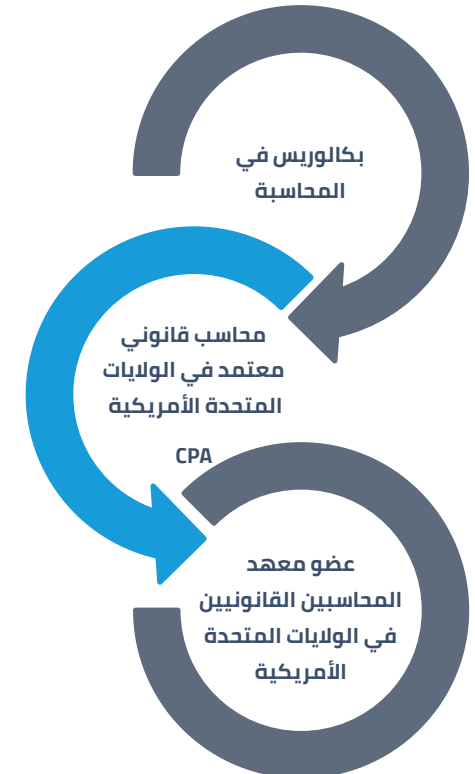 بكالوريس في
المحاسبة
محاسب قانوني
معتمد في الولايات
المتحدة الأمريكية
CPA
عضو معهد
المحاسبين القانونيين
في الولايات المتحدة
الأمريكية